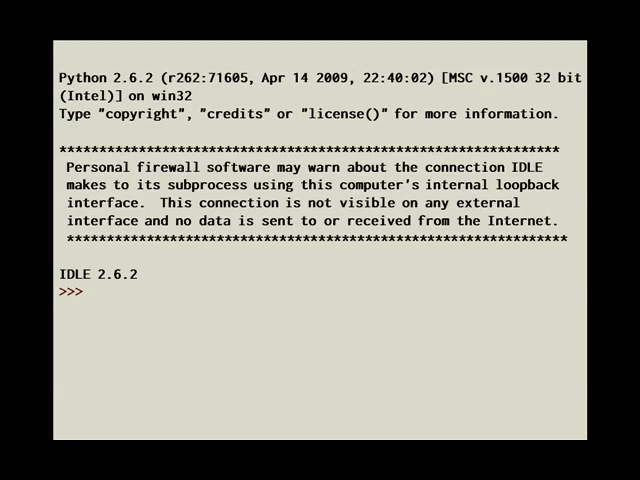 Python 2.6.2 (r262:71605, Apr 14 2009, 22:40:02) [MSC v.1500 32 bit
(Intel)] on win32
Type "copyright", "credits" or "license()" for more information.
****************************************************************
Personal firewall software may warn about the connection IDLE
makes to its subprocess using this computer's internal loopback
interface.  This connection is not visible on any external
interface and no data is sent to or received from the Internet.
****************************************************************
IDLE 2.6.2
>>>